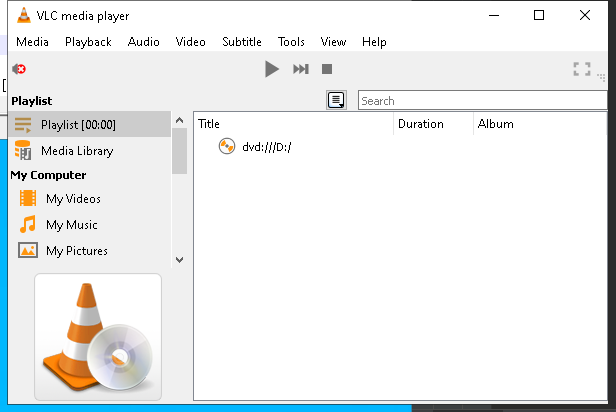 VLC media player
Media Playback Audio Video Subtitle Tools View Help
Playlist
Search
Playlist [00:00]
Media Library
My Computer
My Videos
My Music
My Pictures
Title Duration Album
dvd:///D:/
[